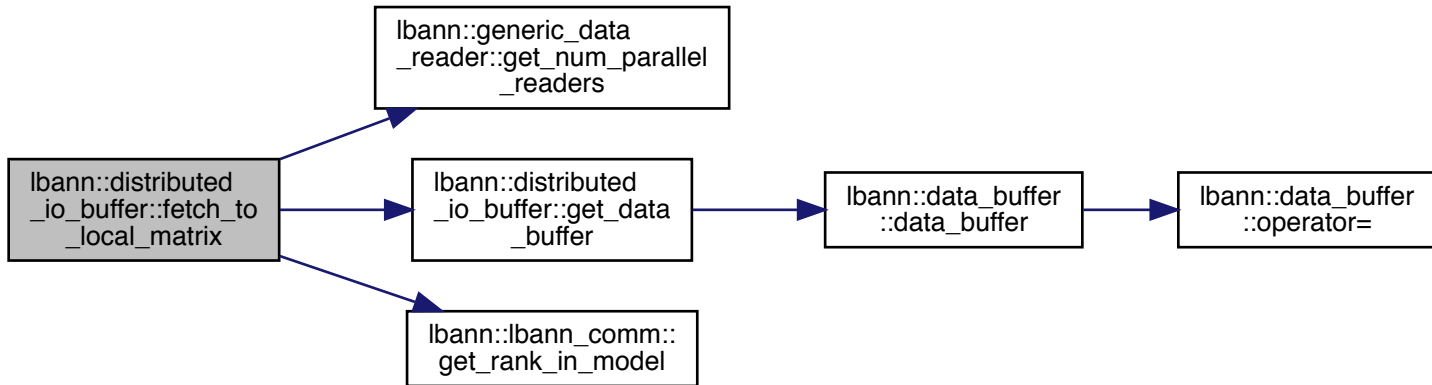 lbann::generic_data
_reader::get_num_parallel
_readers
lbann::distributed
_io_buffer::fetch_to
_local_matrix
lbann::distributed
_io_buffer::get_data
_buffer
lbann::data_buffer
::data_buffer
lbann::data_buffer
::operator=
lbann::lbann_comm::
get_rank_in_model